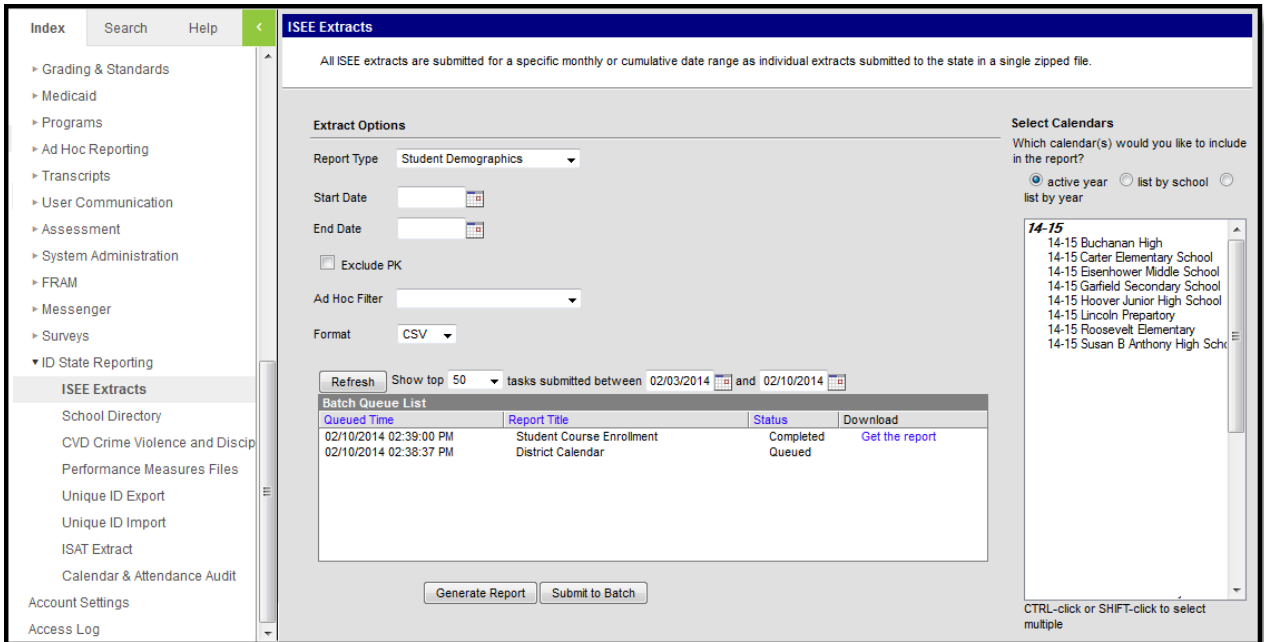 Index Search Help <
Grading & Standards
Medicaid
Programs
Ad Hoc Reporting
Transcripts
User Communication
Assessment
System Administration
FRAM
Messenger
Surveys
ID State Reporting
ISEE Extracts
School Directory
CVD Crime Violence and Discip
Performance Measures Files
Unique ID Export
Unique ID Import
ISAT Extract
Calendar & Attendance Audit
Account Settings
Access Log
ISEE Extracts
All ISEE extracts are submitted for a specific monthly or cumulative date range as individual extracts submitted to the state in a single zipped file.
Extract Options
Report Type Student Demographics
Start Date
End Date
Exclude PK
Ad Hoc Filter
Format CSV
Refresh Show top 50 tasks submitted between 02/03/2014 and 02/10/2014
Batch Queue List
Queued Time Report Title Status Download
02/10/2014 02:39:00 PM Student Course Enrollment Completed Get the report
02/10/2014 02:38:37 PM District Calendar Queued
Generate Report Submit to Batch
Select Calendars
Which calendar(s) would you like to include
in the report?
active year list by school
list by year
14-15
14-15 Buchanan High
14-15 Carter Elementary School
14-15 Eisenhower Middle School
14-15 Garfield Secondary School
14-15 Hoover Junior High School
14-15 Lincoln Prepartory
14-15 Roosevelt Elementary
14-15 Susan B Anthony High Scho
CTRL-click or SHIFT-click to select
multiple